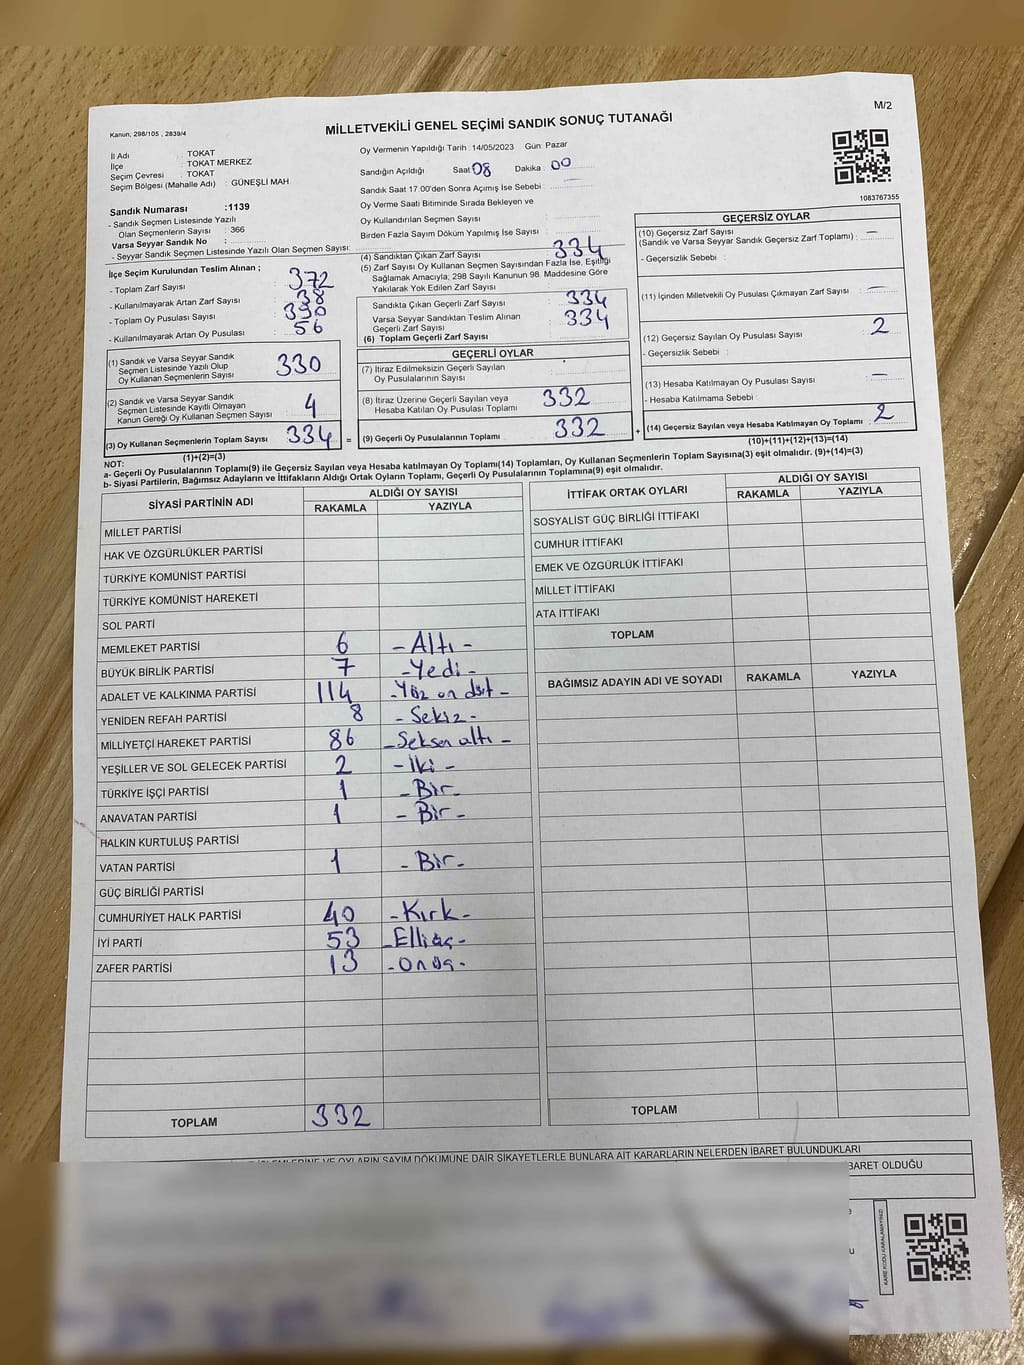 M/2
Kanun, 298/105 , 2839/4
MİLLETVEKİLİ GENEL SEÇİMİ SANDIK SONUÇ TUTANAĞI
İl Adı : TOKAT
İlçe : TOKAT MERKEZ
Seçim Çevresi : TOKAT
Seçim Bölgesi (Mahalle Adı) : GÜNEŞLİ MAH
Oy Vermenin Yapıldığı Tarih :14/05/2023 Gün: Pazar
Sandığın Açıldığı Saat 08 Dakika : 00
Sandık Saat 17.00'den Sonra Açımış İse Sebebi :
Oy Verme Saati Bitiminde Sırada Bekleyen ve
Oy Kullandırılan Seçmen Sayısı :
Birden Fazla Sayım Döküm Yapılmış İse Sayısı :
1083767355
Sandık Numarası :1139
- Sandık Seçmen Listesinde Yazılı
Olan Seçmenlerin Sayısı : 366
Varsa Seyyar Sandık No :
- Seyyar Sandık Seçmen Listesinde Yazılı Olan Seçmen Sayısı:
İlçe Seçim Kurulundan Teslim Alınan ;
- Toplam Zarf Sayısı : 372
- Kullanılmayarak Artan Zarf Sayısı : 38
- Toplam Oy Pusulası Sayısı : 390
- Kullanılmayarak Artan Oy Pusulası : 56
(1) Sandık ve Varsa Seyyar Sandık
Seçmen Listesinde Yazılı Olup
Oy Kullanan Seçmenlerin Sayısı 330
(2) Sandık ve Varsa Seyyar Sandık
Seçmen Listesinde Kayıtlı Olmayan
Kanun Gereği Oy Kullanan Seçmen Sayısı : 4
(3) Oy Kullanan Seçmenlerin Toplam Sayısı 334 =
(1)+(2)=(3)
(4) Sandıktan Çıkan Zarf Sayısı : 334
(5) Zarf Sayısı Oy Kullanan Seçmen Sayısından Fazla İse, Eşitliği
Sağlamak Amacıyla; 298 Sayılı Kanunun 98. Maddesine Göre
Yakılarak Yok Edilen Zarf Sayısı :
Sandıkta Çıkan Geçerli Zarf Sayısı : 334
Varsa Seyyar Sandıktan Teslim Alınan
Geçerli Zarf Sayısı : 334
(6) Toplam Geçerli Zarf Sayısı :
GEÇERLİ OYLAR
(7) İtiraz Edilmeksizin Geçerli Sayılan
Oy Pusulalarının Sayısı :
(8) İtiraz Üzerine Geçerli Sayılan veya
Hesaba Katılan Oy Pusulası Toplamı : 332
(9) Geçerli Oy Pusulalarının Toplamı : 332 +
GEÇERSİZ OYLAR
(10) Geçersiz Zarf Sayısı
(Sandık ve Varsa Seyyar Sandık Geçersiz Zarf Toplamı) : —
- Geçersizlik Sebebi :
(11) İçinden Milletvekili Oy Pusulası Çıkmayan Zarf Sayısı : —
(12) Geçersiz Sayılan Oy Pusulası Sayısı : 2
- Geçersizlik Sebebi :
(13) Hesaba Katılmayan Oy Pusulası Sayısı : —
- Hesaba Katılmama Sebebi :
(14) Geçersiz Sayılan veya Hesaba Katılmayan Oy Toplamı : 2
(10)+(11)+(12)+(13)=(14)
NOT:
a- Geçerli Oy Pusulalarının Toplamı(9) ile Geçersiz Sayılan veya Hesaba katılmayan Oy Toplamı(14) Toplamları, Oy Kullanan Seçmenlerin Toplam Sayısına(3) eşit olmalıdır. (9)+(14)=(3)
b- Siyasi Partilerin, Bağımsız Adayların ve İttifakların Aldığı Ortak Oyların Toplamı, Geçerli Oy Pusulalarının Toplamına(9) eşit olmalıdır.
SİYASİ PARTİNİN ADI ALDIĞI OY SAYISI
RAKAMLA YAZIYLA
MİLLET PARTİSİ
HAK VE ÖZGÜRLÜKLER PARTİSİ
TÜRKİYE KOMÜNİST PARTİSİ
TÜRKİYE KOMÜNİST HAREKETİ
SOL PARTİ
MEMLEKET PARTİSİ 6 - Altı -
BÜYÜK BİRLİK PARTİSİ 7 - Yedi -
ADALET VE KALKINMA PARTİSİ 114 - Yüz on dört -
YENİDEN REFAH PARTİSİ 8 - Sekiz -
MİLLİYETÇİ HAREKET PARTİSİ 86 - Seksen altı -
YEŞİLLER VE SOL GELECEK PARTİSİ 2 - İki -
TÜRKİYE İŞÇİ PARTİSİ 1 - Bir -
ANAVATAN PARTİSİ 1 - Bir -
HALKIN KURTULUŞ PARTİSİ
VATAN PARTİSİ 1 - Bir -
GÜÇ BİRLİĞİ PARTİSİ
CUMHURİYET HALK PARTİSİ 40 - Kırk -
İYİ PARTİ 53 - Elliüç -
ZAFER PARTİSİ 13 - Onüç -
TOPLAM 332
İTTİFAK ORTAK OYLARI ALDIĞI OY SAYISI
RAKAMLA YAZIYLA
SOSYALİST GÜÇ BİRLİĞİ İTTİFAKI
CUMHUR İTTİFAKI
EMEK VE ÖZGÜRLÜK İTTİFAKI
MİLLET İTTİFAKI
ATA İTTİFAKI
TOPLAM
BAĞIMSIZ ADAYIN ADI VE SOYADI RAKAMLA YAZIYLA
TOPLAM
İŞLEMLERİNE VE OYLARIN SAYIM DÖKÜMÜNE DAİR ŞİKAYETLERLE BUNLARA AİT KARARLARIN NELERDEN İBARET BULUNDUKLARI
BARET OLDUĞU
KARE KODU KARALAMAYINIZ!